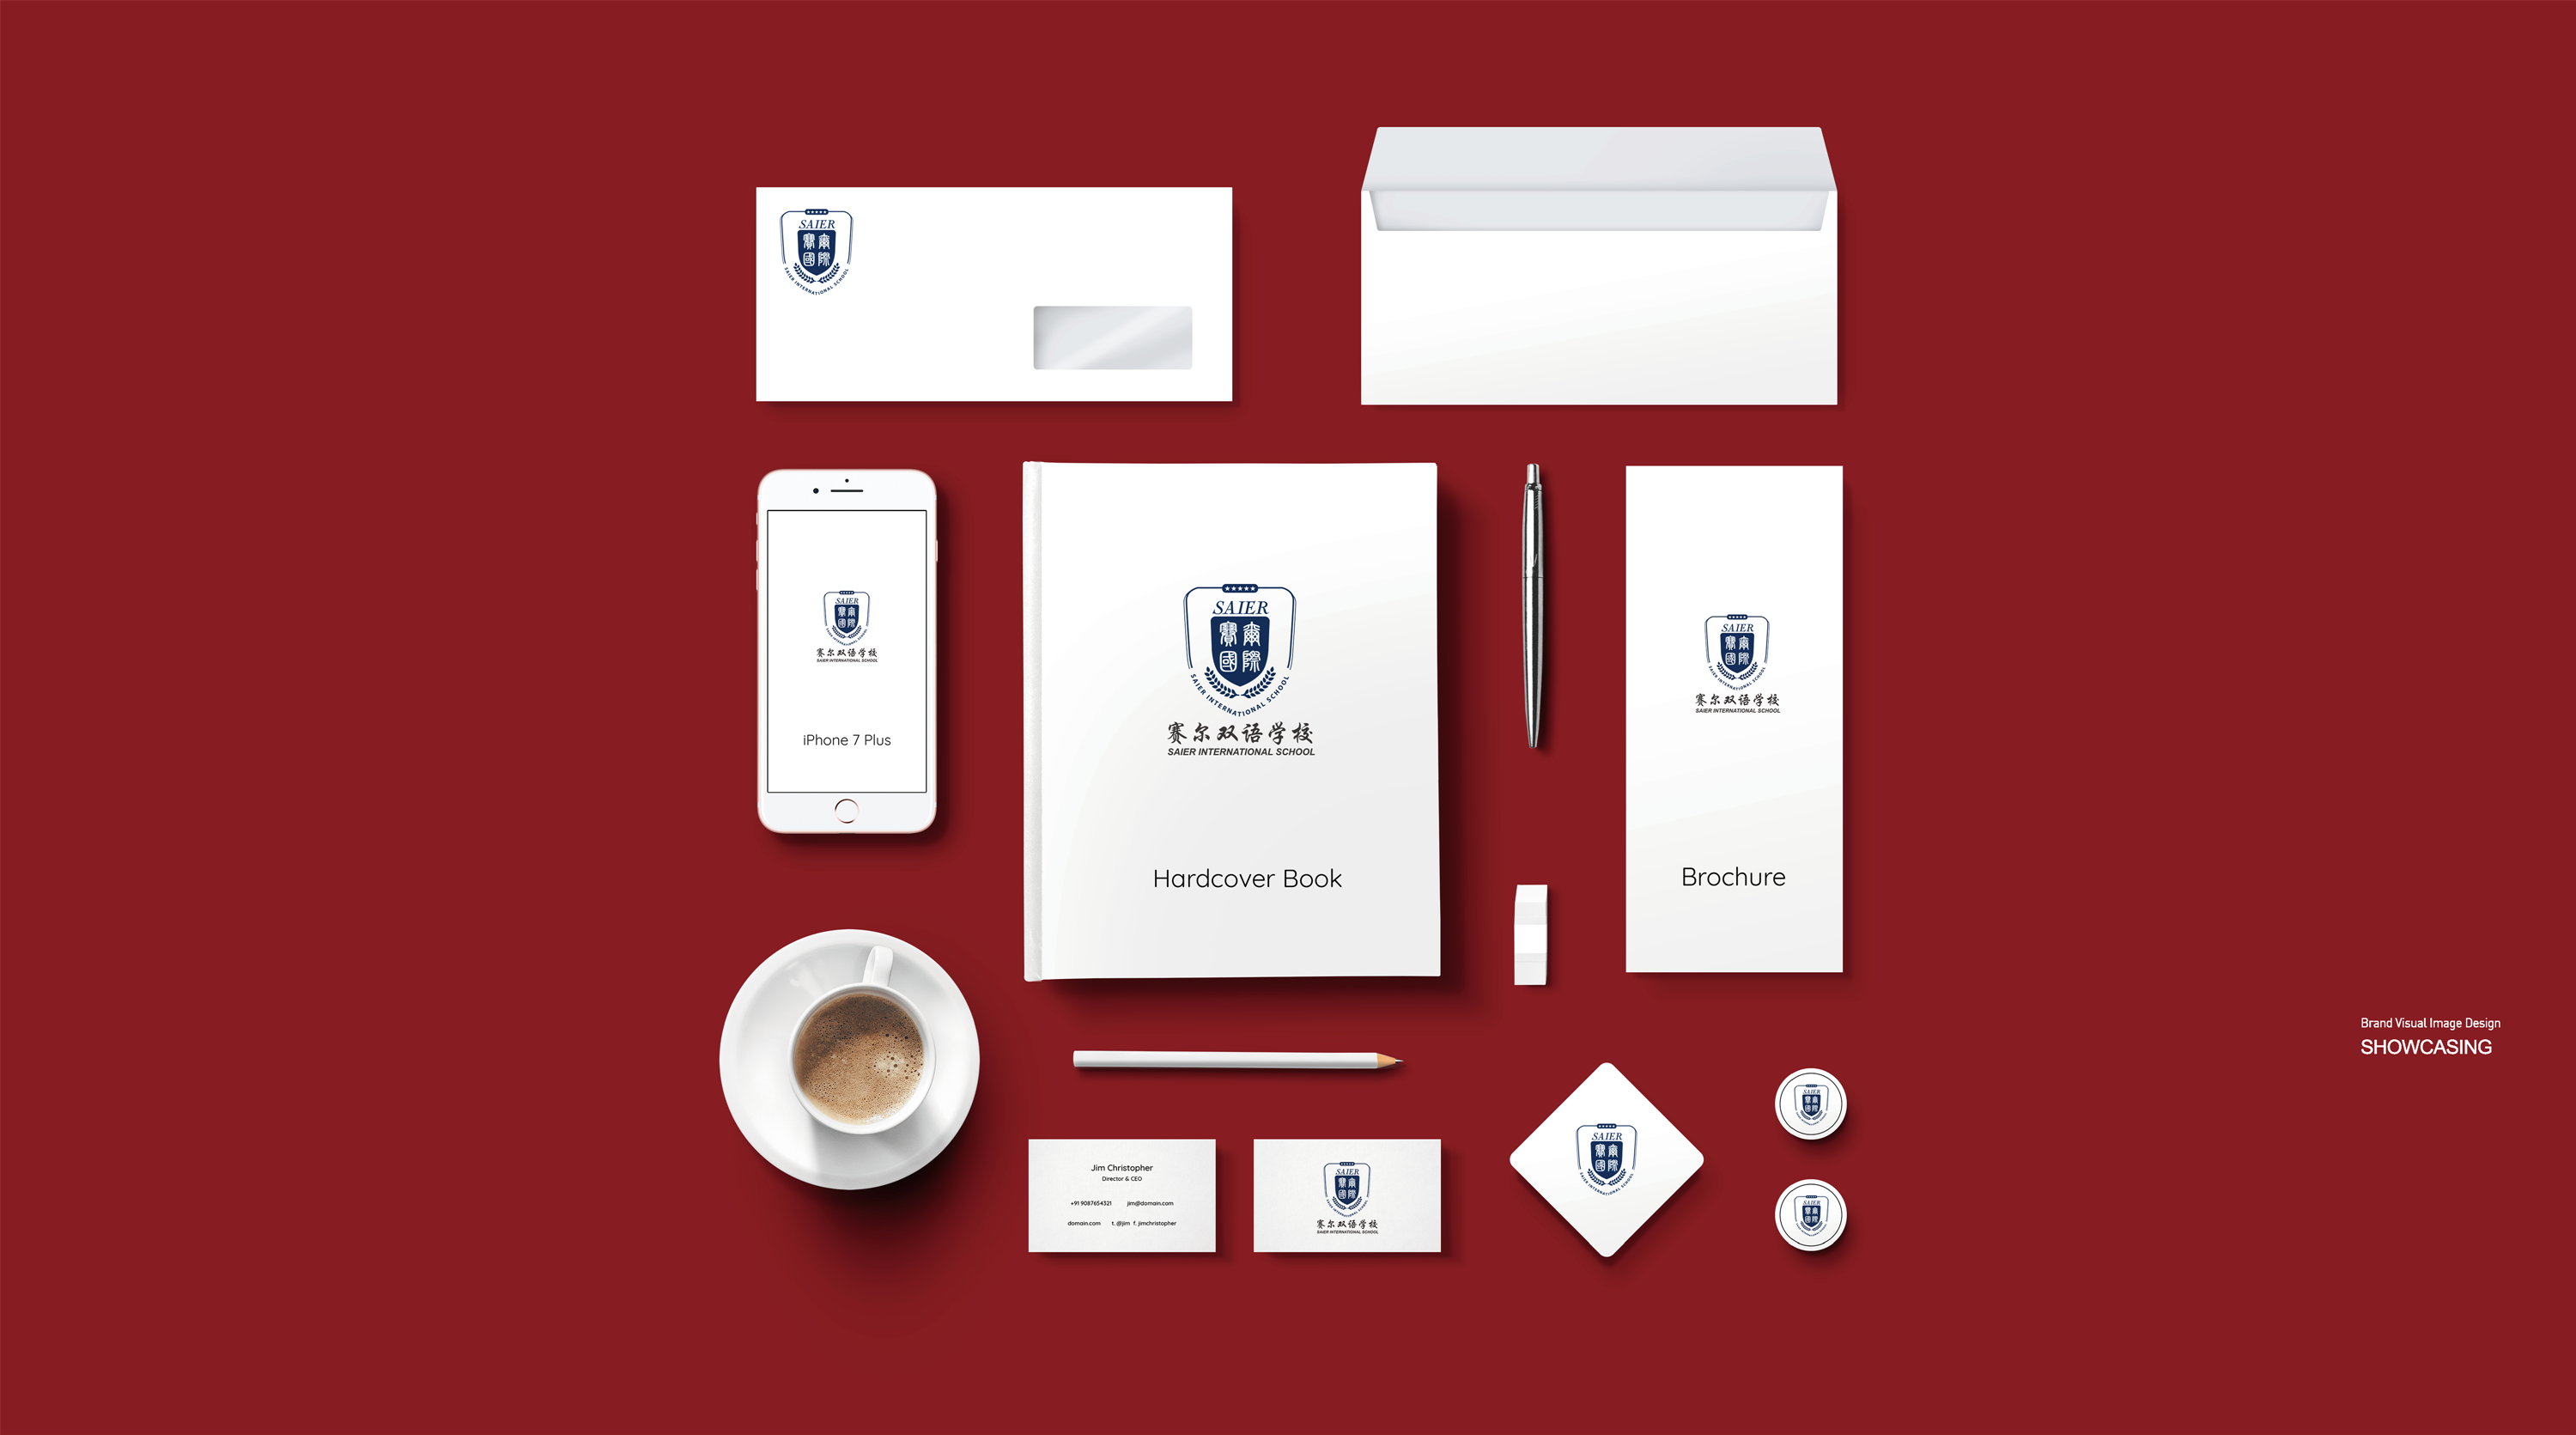 SAIER
賽爾
國際
SAIER INTERNATIONAL SCHOOL
SAIER
賽爾
國際
SAIER INTERNATIONAL SCHOOL
赛尔双语学校
SAIER INTERNATIONAL SCHOOL
iPhone 7 Plus
SAIER
賽爾
國際
SAIER INTERNATIONAL SCHOOL
赛尔双语学校
SAIER INTERNATIONAL SCHOOL
Hardcover Book
SAIER
賽爾
國際
SAIER INTERNATIONAL SCHOOL
赛尔双语学校
SAIER INTERNATIONAL SCHOOL
Brochure
Brand Visual Image Design
SHOWCASING
Jim Christopher
Director & CEO
+91 9087654321 jim@domain.com
domain.com t. @jim f. jimchristopher
SAIER
賽爾
國際
SAIER INTERNATIONAL SCHOOL
赛尔双语学校
SAIER INTERNATIONAL SCHOOL
SAIER
賽爾
國際
SAIER INTERNATIONAL SCHOOL
SAIER
賽爾
國際
SAIER
賽爾
國際